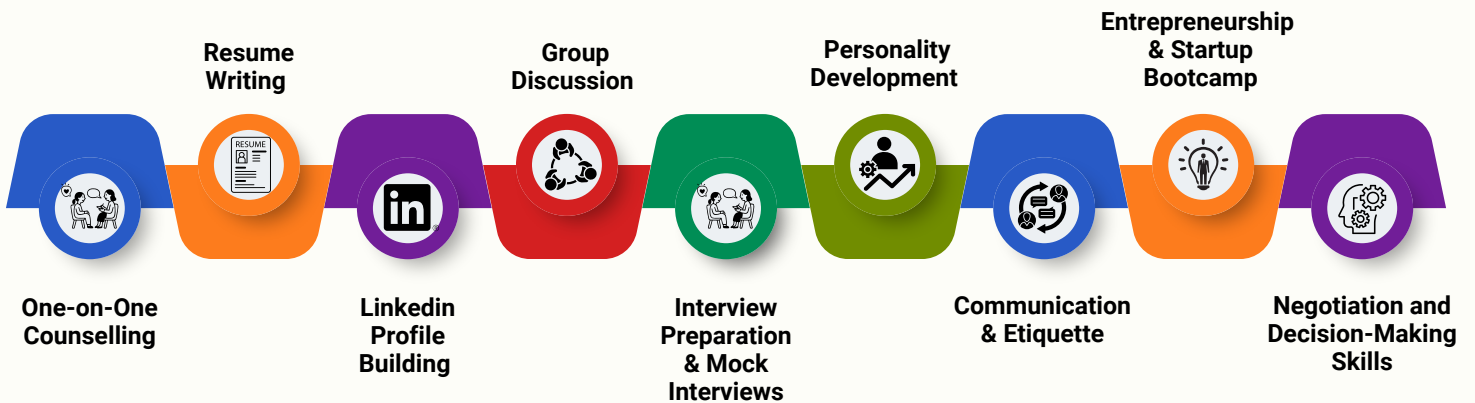 One-on-One
Counselling
Resume
Writing
RESUME
in
Linkedin
Profile
Building
Group
Discussion
Interview
Preparation
& Mock
Interviews
Personality
Development
Communication
& Etiquette
Entrepreneurship
& Startup
Bootcamp
Negotiation and
Decision-Making
Skills